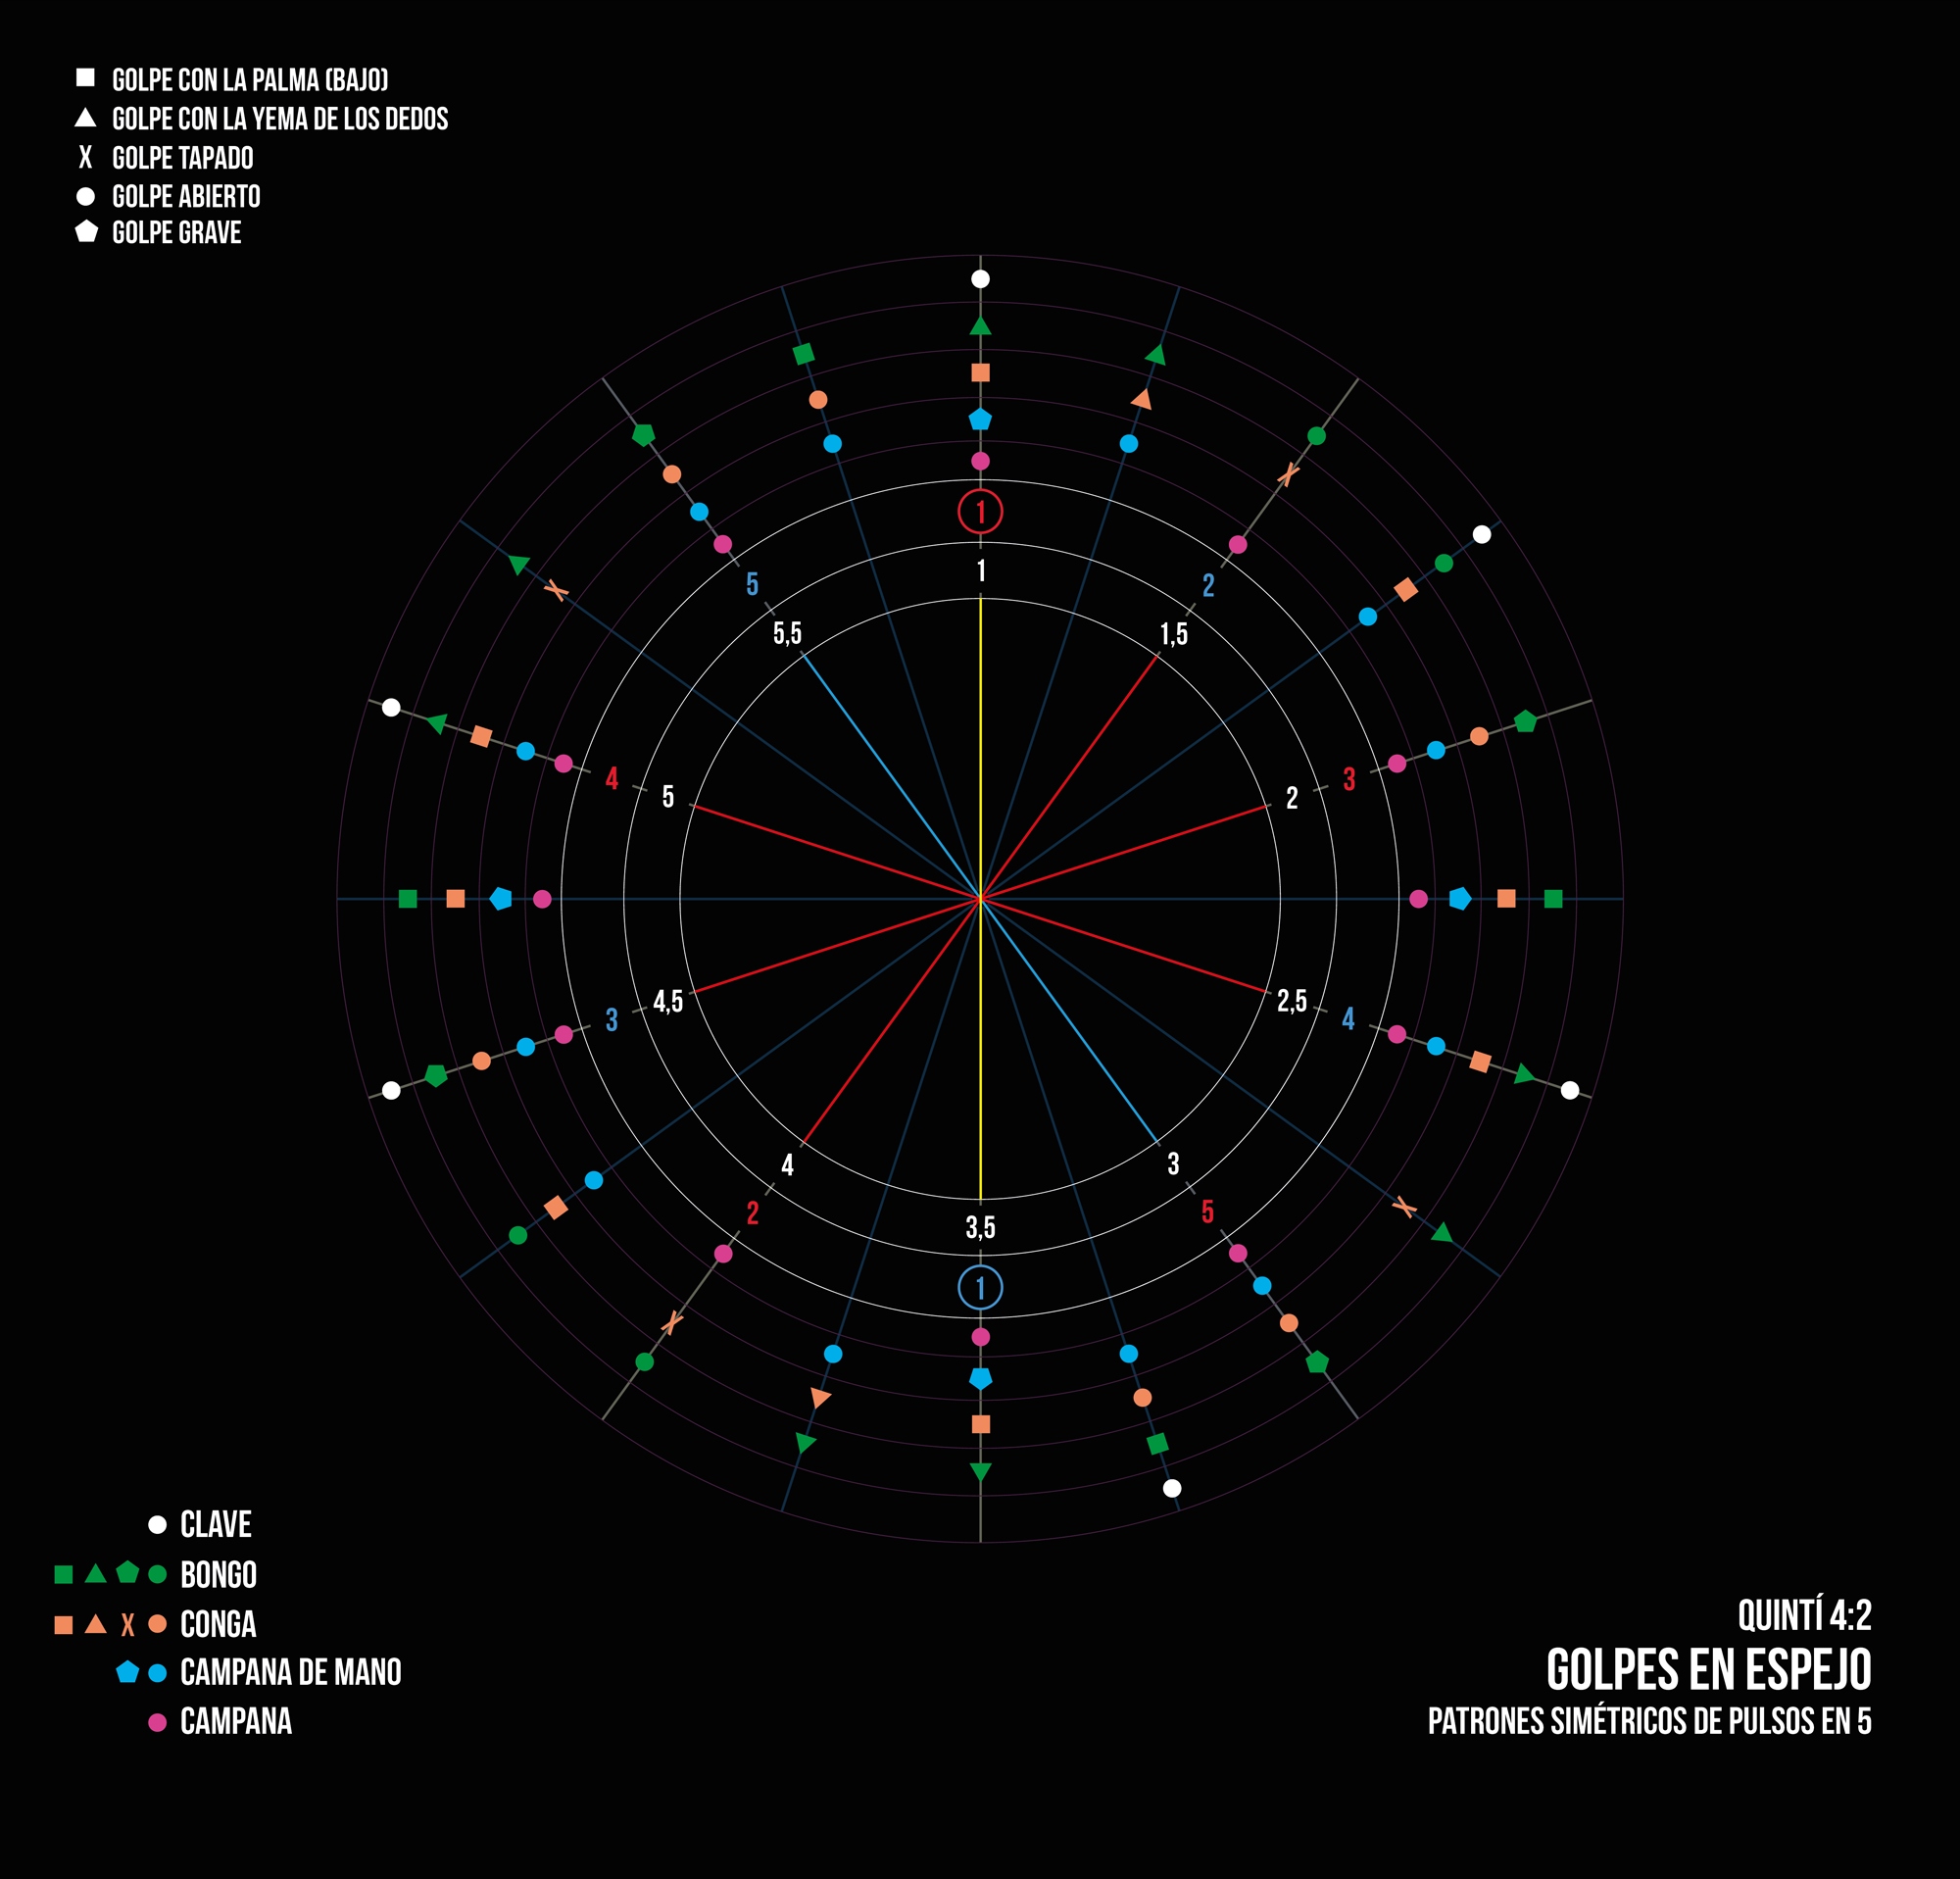 GOLPE CON LA PALMA (BAJO)
GOLPE CON LA YEMA DE LOS DEDOS
X GOLPE TAPADO
GOLPE ABIERTO
GOLPE GRAVE
1
1
5
2
5,5
1,5
4
3
5
2
4,5
2,5
3
4
4
3
2
5
3,5
1
CLAVE
BONGO
X CONGA
CAMPANA DE MANO
CAMPANA
QUINTÍ 4:2
GOLPES EN ESPEJO
PATRONES SIMÉTRICOS DE PULSOS EN 5